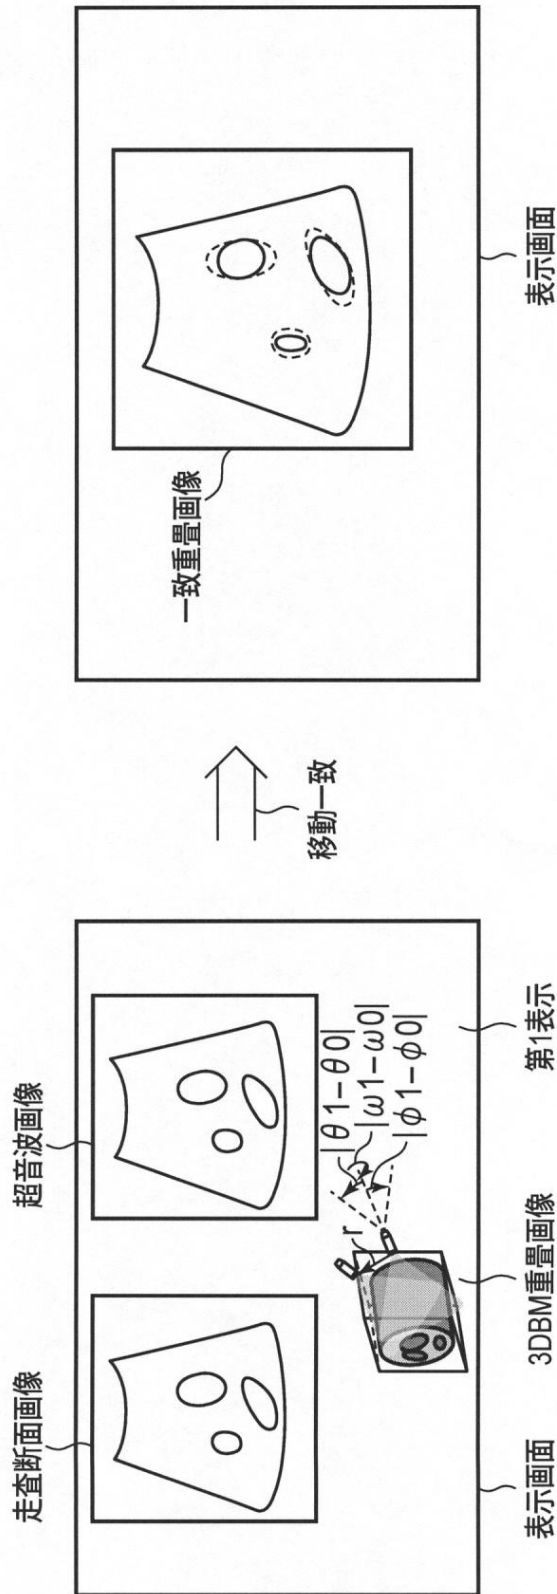 走査断面画像
超音波画像
r
|θ1-θ0|
|ω1-ω0|
|φ1-φ0|
表示画面
3DBM重畳画像
第1表示
移動一致
一致重畳画像
表示画面